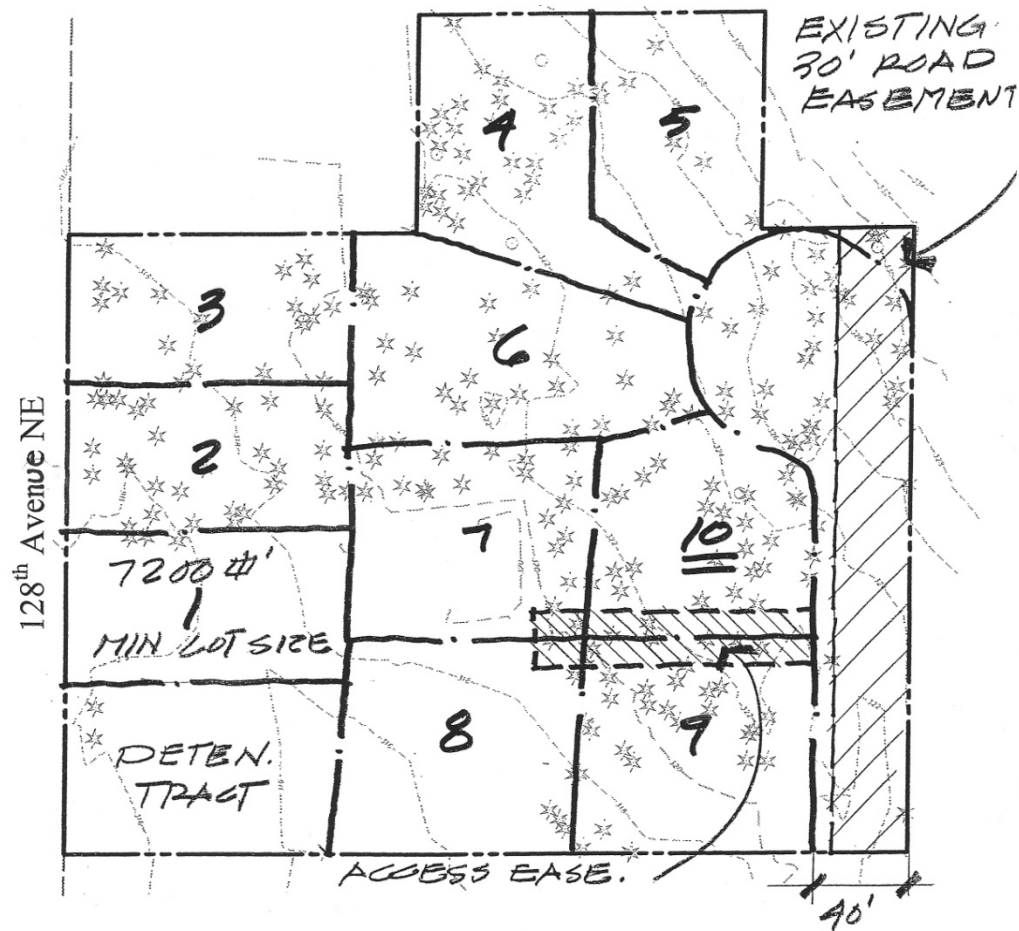 EXISTING
30' ROAD
EASEMENT
4
5
3
6
2
128th Avenue NE
7
10
7200 #'
1
MIN LOT SIZE
8
9
DETEN.
TRACT
ACCESS EASE.
40'